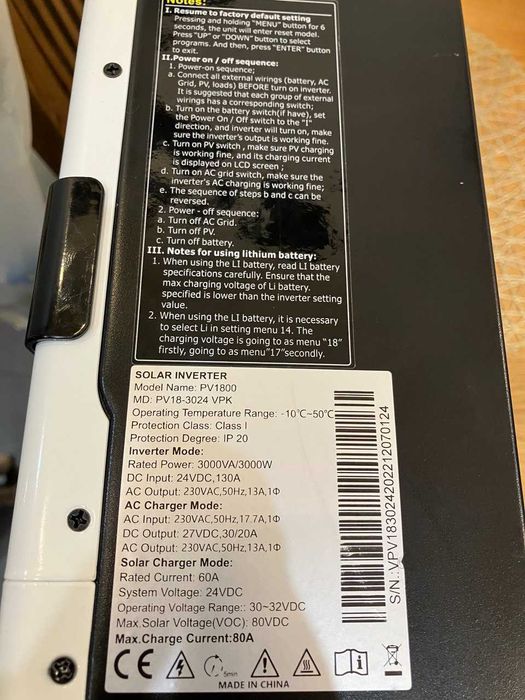 Notes:
I. Resume to factory default setting
Pressing and holding "MENU" button for 6
seconds, the unit will enter reset model.
Press "UP" or "DOWN" button to select
programs. And then, press "ENTER" button
to exit.
II.Power on / off sequence:
1. Power-on sequence;
a. Connect all external wirings (battery, AC
Grid, PV, loads) BEFORE turn on inverter.
It is suggested that each group of external
wirings has a corresponding switch;
b. Turn on the battery switch(if have), set
the Power On / Off switch to the "I"
direction, and inverter will turn on, make
sure the inverter's output is working fine.
c. Turn on PV switch , make sure PV charging
is working fine, and its charging current
is displayed on LCD screen ;
d. Turn on AC grid switch, make sure the
inverter's AC charging is working fine;
e. The sequence of steps b and c can be
reversed.
2. Power - off sequence:
a. Turn off AC Grid.
b. Turn off PV.
c. Turn off battery.
III. Notes for using lithium battery:
1. When using the LI battery, read LI battery
specifications carefully. Ensure that the
max charging voltage of Li battery.
specified is lower than the inverter setting
value.
2. When using the LI battery, it is necessary
to select Li in setting menu 14. The
charging voltage is going to as menu "18"
firstly, going to as menu"17"secondly.
SOLAR INVERTER
Model Name: PV1800
MD: PV18-3024 VPK
Operating Temperature Range: -10℃~50℃
Protection Class: Class I
Protection Degree: IP 20
Inverter Mode:
Rated Power: 3000VA/3000W
DC Input: 24VDC,130A
AC Output: 230VAC,50Hz,13A,1Φ
AC Charger Mode:
AC Input: 230VAC,50Hz,17.7A,1Φ
DC Output: 27VDC,30/20A
AC Output: 230VAC,50Hz,13A,1Φ
Solar Charger Mode:
Rated Current: 60A
System Voltage: 24VDC
Operating Voltage Range:: 30~32VDC
Max.Solar Voltage(VOC): 80VDC
Max.Charge Current:80A
CE
5min
MADE IN CHINA
S/N.:VPV183024202212070124